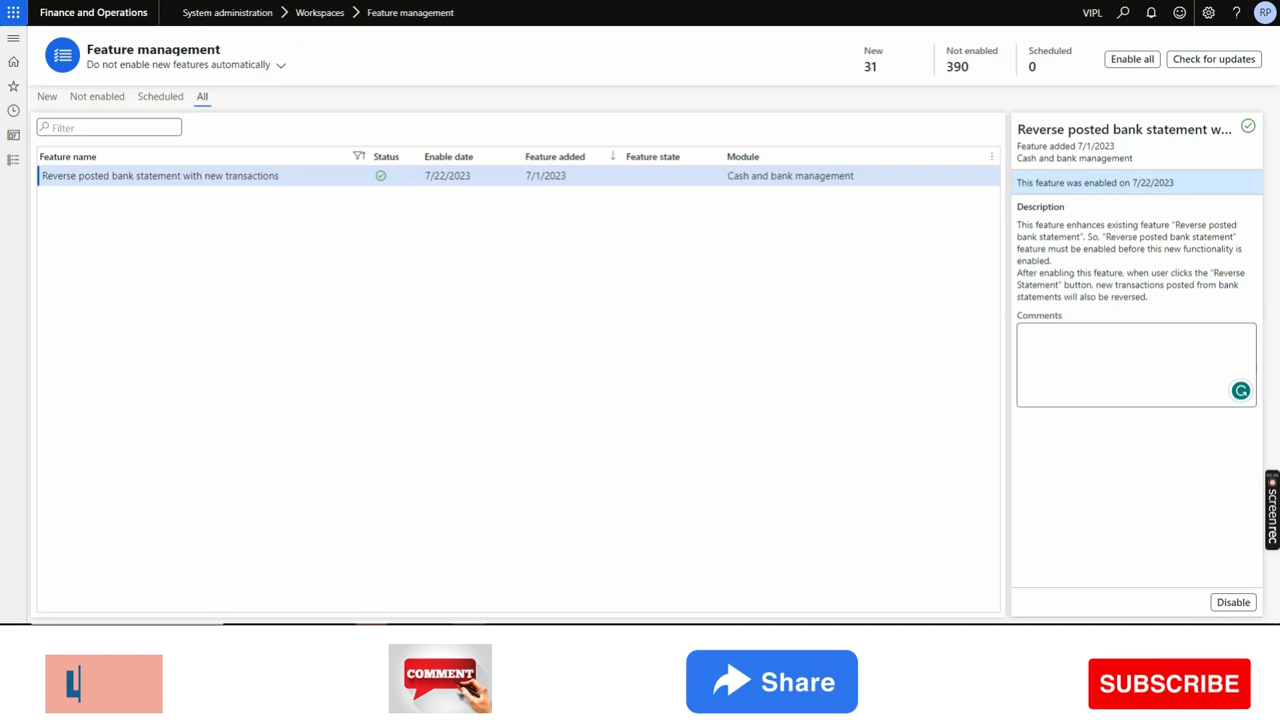 Finance and Operations System administration Workspaces Feature management VIPL RP
Feature management
Do not enable new features automatically
New Not enabled Scheduled
31 390 0
Enable all Check for updates
New Not enabled Scheduled All
Filter
Feature name Status Enable date Feature added Feature state Module
Reverse posted bank statement with new transactions 7/22/2023 7/1/2023 Cash and bank management
Reverse posted bank statement w...
Feature added 7/1/2023
Cash and bank management
This feature was enabled on 7/22/2023
Description
This feature enhances existing feature "Reverse posted
bank statement". So, "Reverse posted bank statement"
feature must be enabled before this new functionality is
enabled.
After enabling this feature, when user clicks the "Reverse
Statement" button, new transactions posted from bank
statements will also be reversed.
Comments
Disable
screenrec
COMMENT
Share
SUBSCRIBE